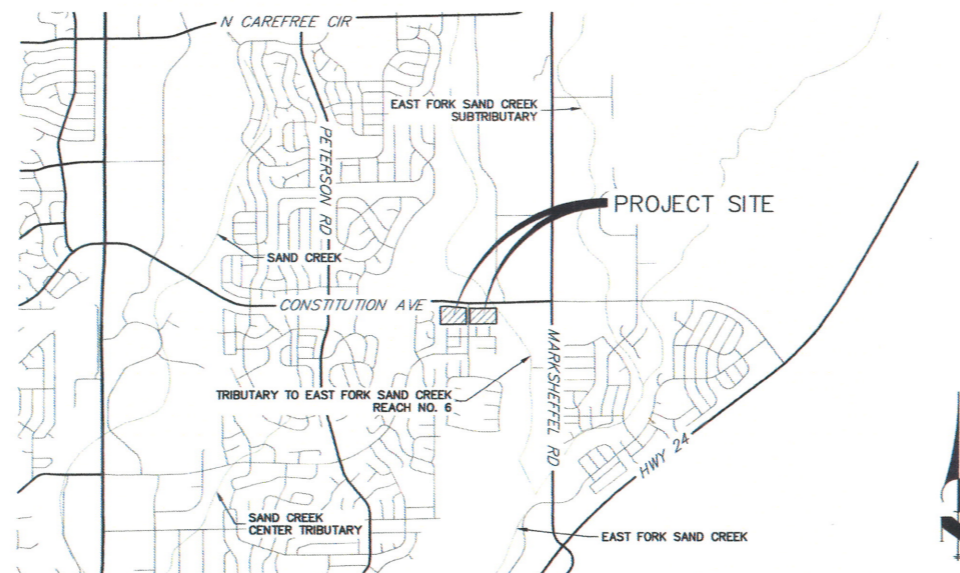 N CAREFREE CIR
EAST FORK SAND CREEK
SUBTRIBUTARY
PETERSON RD
PROJECT SITE
SAND CREEK
CONSTITUTION AVE
MARKSHEFFEL RD
TRIBUTARY TO EAST FORK SAND CREEK
REACH NO. 6
HWY 24
SAND CREEK
CENTER TRIBUTARY
EAST FORK SAND CREEK
N